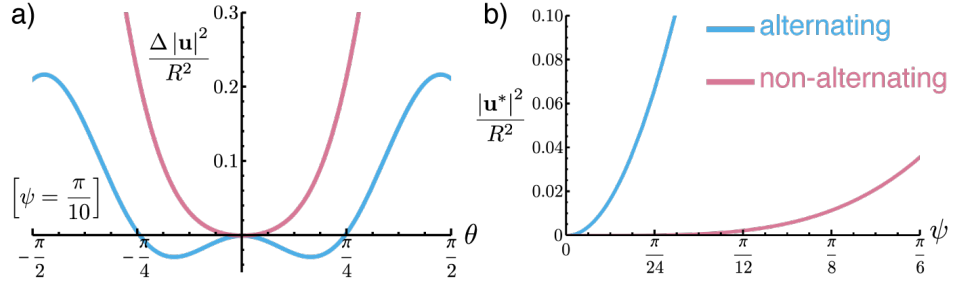 a)
0.3
Δ|𝐮|²
R²
0.2
0.1
[ψ = π/10]
-π/2
-π/4
π/4
π/2
θ
b)
0.10
0.08
0.06
0.04
0.02
0
|𝐮*|²
R²
alternating
non-alternating
0
π/24
π/12
π/8
π/6
ψ